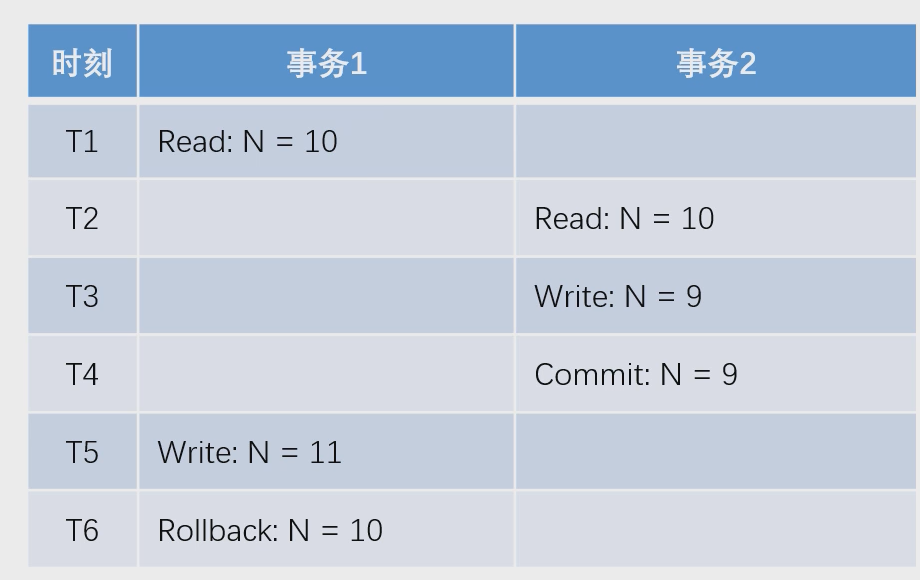 时刻 事务1 事务2
T1 Read: N = 10
T2 Read: N = 10
T3 Write: N = 9
T4 Commit: N = 9
T5 Write: N = 11
T6 Rollback: N = 10